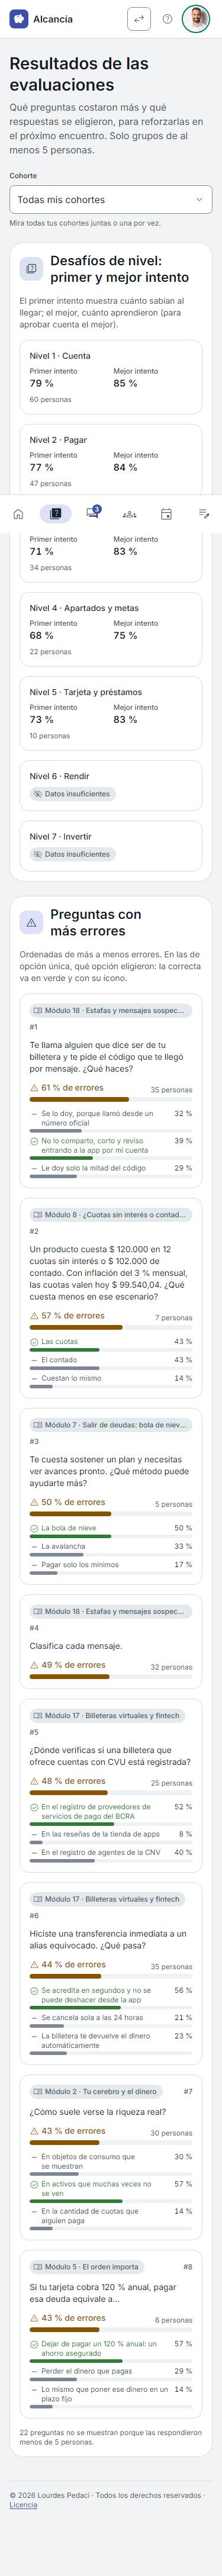 Alcancía
Resultados de las
evaluaciones
Qué preguntas costaron más y qué
respuestas se eligieron, para reforzarlas en
el próximo encuentro. Solo grupos de al
menos 5 personas.
Cohorte
Todas mis cohortes
Mira todas tus cohortes juntas o una por vez.
Desafíos de nivel:
primer y mejor intento
El primer intento muestra cuánto sabían al
llegar; el mejor, cuánto aprendieron (para
aprobar cuenta el mejor).
Nivel 1 · Cuenta
Primer intento Mejor intento
79 % 85 %
60 personas
Nivel 2 · Pagar
Primer intento Mejor intento
77 % 84 %
47 personas
3
Primer intento Mejor intento
71 % 83 %
34 personas
Nivel 4 · Apartados y metas
Primer intento Mejor intento
68 % 75 %
22 personas
Nivel 5 · Tarjeta y préstamos
Primer intento Mejor intento
73 % 83 %
10 personas
Nivel 6 · Rendir
Datos insuficientes
Nivel 7 · Invertir
Datos insuficientes
Preguntas con
más errores
Ordenadas de más a menos errores. En las de
opción única, qué opción eligieron: la correcta
va en verde y con su ícono.
Módulo 18 · Estafas y mensajes sospec...
#1
Te llama alguien que dice ser de tu
billetera y te pide el código que te llegó
por mensaje. ¿Qué haces?
61 % de errores 35 personas
Se lo doy, porque llamó desde un 32 %
número oficial
No lo comparto, corto y reviso 39 %
entrando a la app por mi cuenta
Le doy solo la mitad del código 29 %
Módulo 8 · ¿Cuotas sin interés o contad...
#2
Un producto cuesta $ 120.000 en 12
cuotas sin interés o $ 102.000 de
contado. Con inflación del 3 % mensual,
las cuotas valen hoy $ 99.540,04. ¿Qué
cuesta menos en ese escenario?
57 % de errores 7 personas
Las cuotas 43 %
El contado 43 %
Cuestan lo mismo 14 %
Módulo 7 · Salir de deudas: bola de niev...
#3
Te cuesta sostener un plan y necesitas
ver avances pronto. ¿Qué método puede
ayudarte más?
50 % de errores 5 personas
La bola de nieve 50 %
La avalancha 33 %
Pagar solo los mínimos 17 %
Módulo 18 · Estafas y mensajes sospec...
#4
Clasifica cada mensaje.
49 % de errores 32 personas
Módulo 17 · Billeteras virtuales y fintech
#5
¿Dónde verificas si una billetera que
ofrece cuentas con CVU está registrada?
48 % de errores 25 personas
En el registro de proveedores de 52 %
servicios de pago del BCRA
En las reseñas de la tienda de apps 8 %
En el registro de agentes de la CNV 40 %
Módulo 17 · Billeteras virtuales y fintech
#6
Hiciste una transferencia inmediata a un
alias equivocado. ¿Qué pasa?
44 % de errores 35 personas
Se acredita en segundos y no se 56 %
puede deshacer desde la app
Se cancela sola a las 24 horas 21 %
La billetera te devuelve el dinero 23 %
automáticamente
Módulo 2 · Tu cerebro y el dinero #7
¿Cómo suele verse la riqueza real?
43 % de errores 30 personas
En objetos de consumo que 30 %
se muestran
En activos que muchas veces no 57 %
se ven
En la cantidad de cuotas que 14 %
alguien paga
Módulo 5 · El orden importa #8
Si tu tarjeta cobra 120 % anual, pagar
esa deuda equivale a...
43 % de errores 6 personas
Dejar de pagar un 120 % anual: un 57 %
ahorro asegurado
Perder el dinero que pagas 29 %
Lo mismo que poner ese dinero en un 14 %
plazo fijo
22 preguntas no se muestran porque las respondieron
menos de 5 personas.
© 2026 Lourdes Pedací · Todos los derechos reservados ·
Licencia